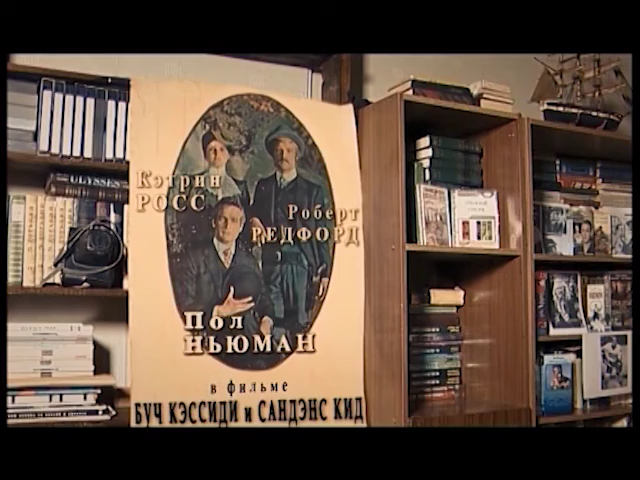 ULYSSES
Кэтрин
РОСС
Роберт
РЕДФОРД
Пол
НЬЮМАН
в фильме
БУЧ КЭССИДИ и САНДЭНС КИД